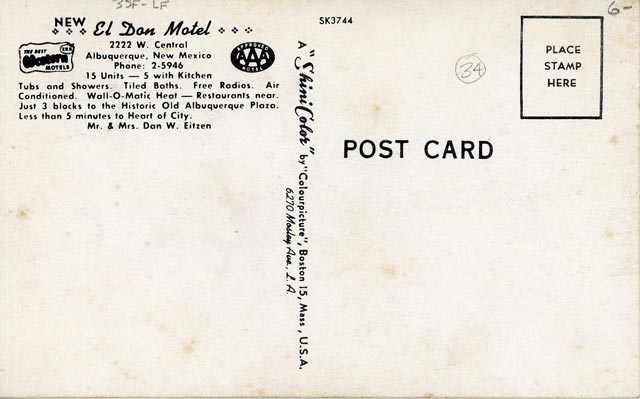 35F-LF
6-
NEW El Don Motel
SK3744
THE BEST
Western
MOTELS
2222 W. Central
Albuquerque, New Mexico
Phone: 2-5946
APPROVED
AAA
MOTEL
15 Units — 5 with Kitchen
Tubs and Showers. Tiled Baths. Free Radios. Air
Conditioned. Wall-O-Matic Heat — Restaurants near.
Just 3 blocks to the Historic Old Albuquerque Plaza.
Less than 5 minutes to Heart of City.
Mr. & Mrs. Dan W. Eitzen
A "Shini Color" by "Colourpicture", Boston 15, Mass., U.S.A.
6270 Mosley Ave., L. A.
34
POST CARD
PLACE
STAMP
HERE